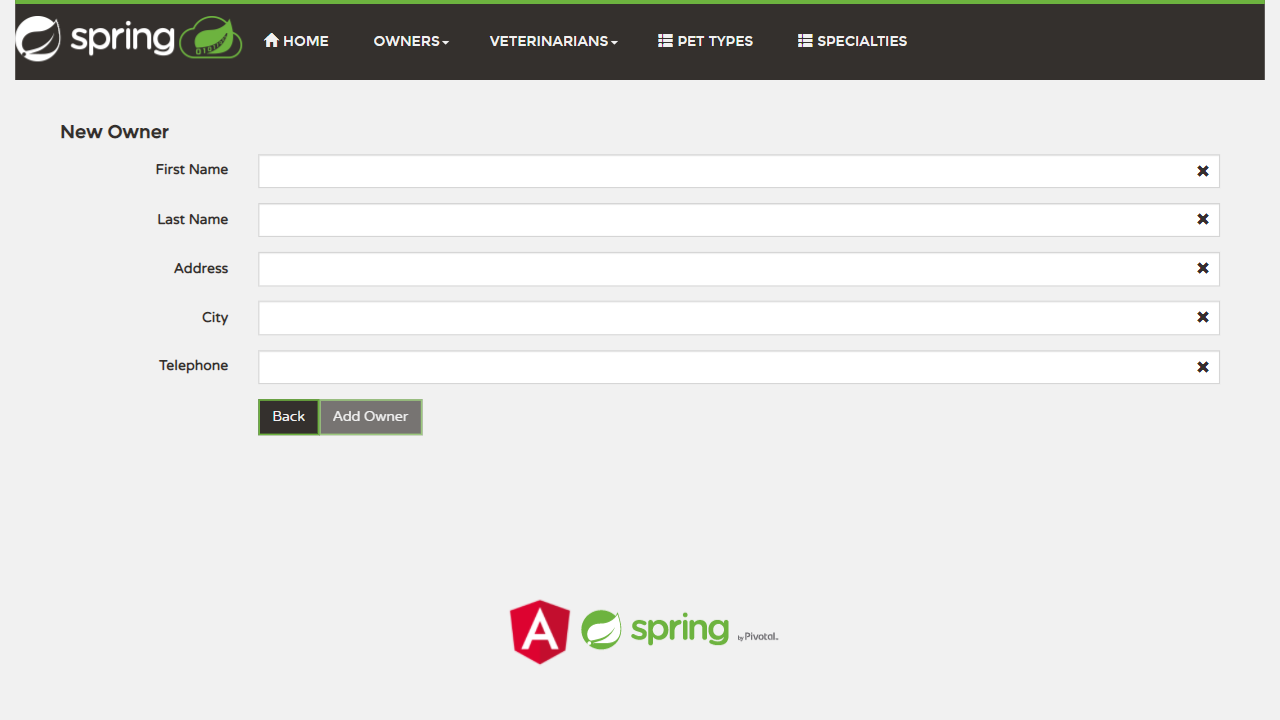 spring HOME OWNERS VETERINARIANS PET TYPES SPECIALTIES
New Owner
First Name
Last Name
Address
City
Telephone
Back Add Owner
A spring by Pivotal.